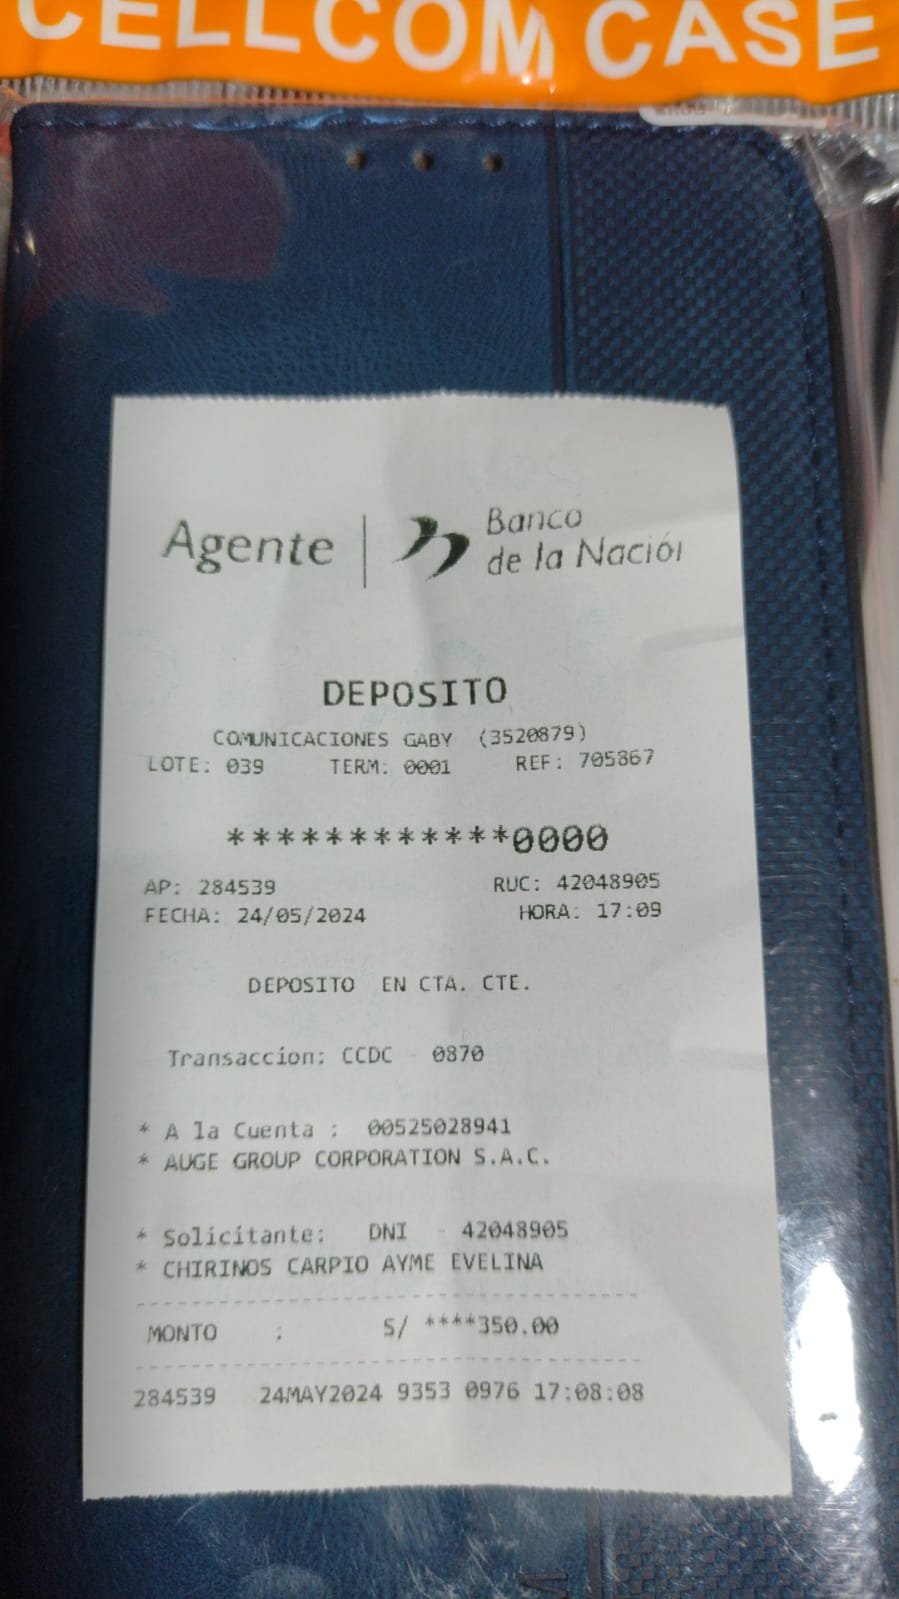 CELLCOM CASE
Agente | Banco
de la Nación
DEPOSITO
COMUNICACIONES GABY (3520879)
LOTE: 039 TERM: 0001 REF: 705867
************0000
AP: 284539 RUC: 42048905
FECHA: 24/05/2024 HORA: 17:09
DEPOSITO EN CTA. CTE.
Transaccion: CCDC - 0870
* A la Cuenta : 00525028941
* AUGE GROUP CORPORATION S.A.C.
* Solicitante: DNI - 42048905
* CHIRINOS CARPIO AYME EVELINA
MONTO : S/ ****350.00
284539 24MAY2024 9353 0976 17:08:08